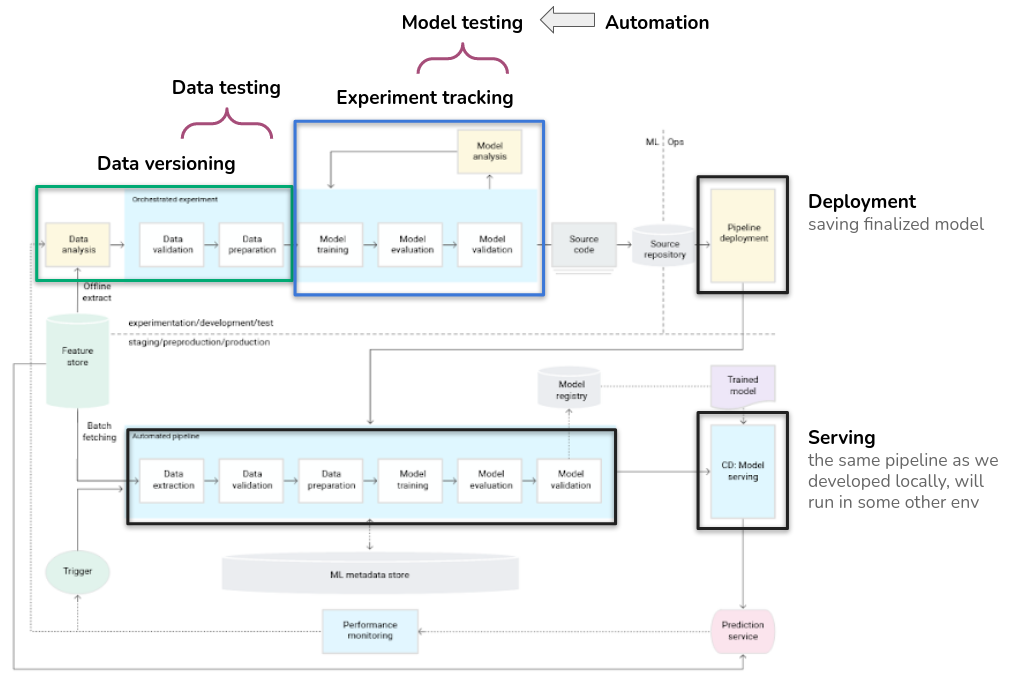 Model testing
Automation
Data testing
Experiment tracking
Data versioning
Model
analysis
ML
Ops
Orchestrated experiment
Data
analysis
Data
validation
Data
preparation
Model
training
Model
evaluation
Model
validation
Source
code
Source
repository
Pipeline
deployment
Deployment
saving finalized model
Offline
extract
experimentation/development/test
staging/preproduction/production
Feature
store
Model
registry
Trained
model
Batch
fetching
Automated pipeline
Data
extraction
Data
validation
Data
preparation
Model
training
Model
evaluation
Model
validation
CD: Model
serving
Serving
the same pipeline as we
developed locally, will
run in some other env
Trigger
ML metadata store
Performance
monitoring
Prediction
service